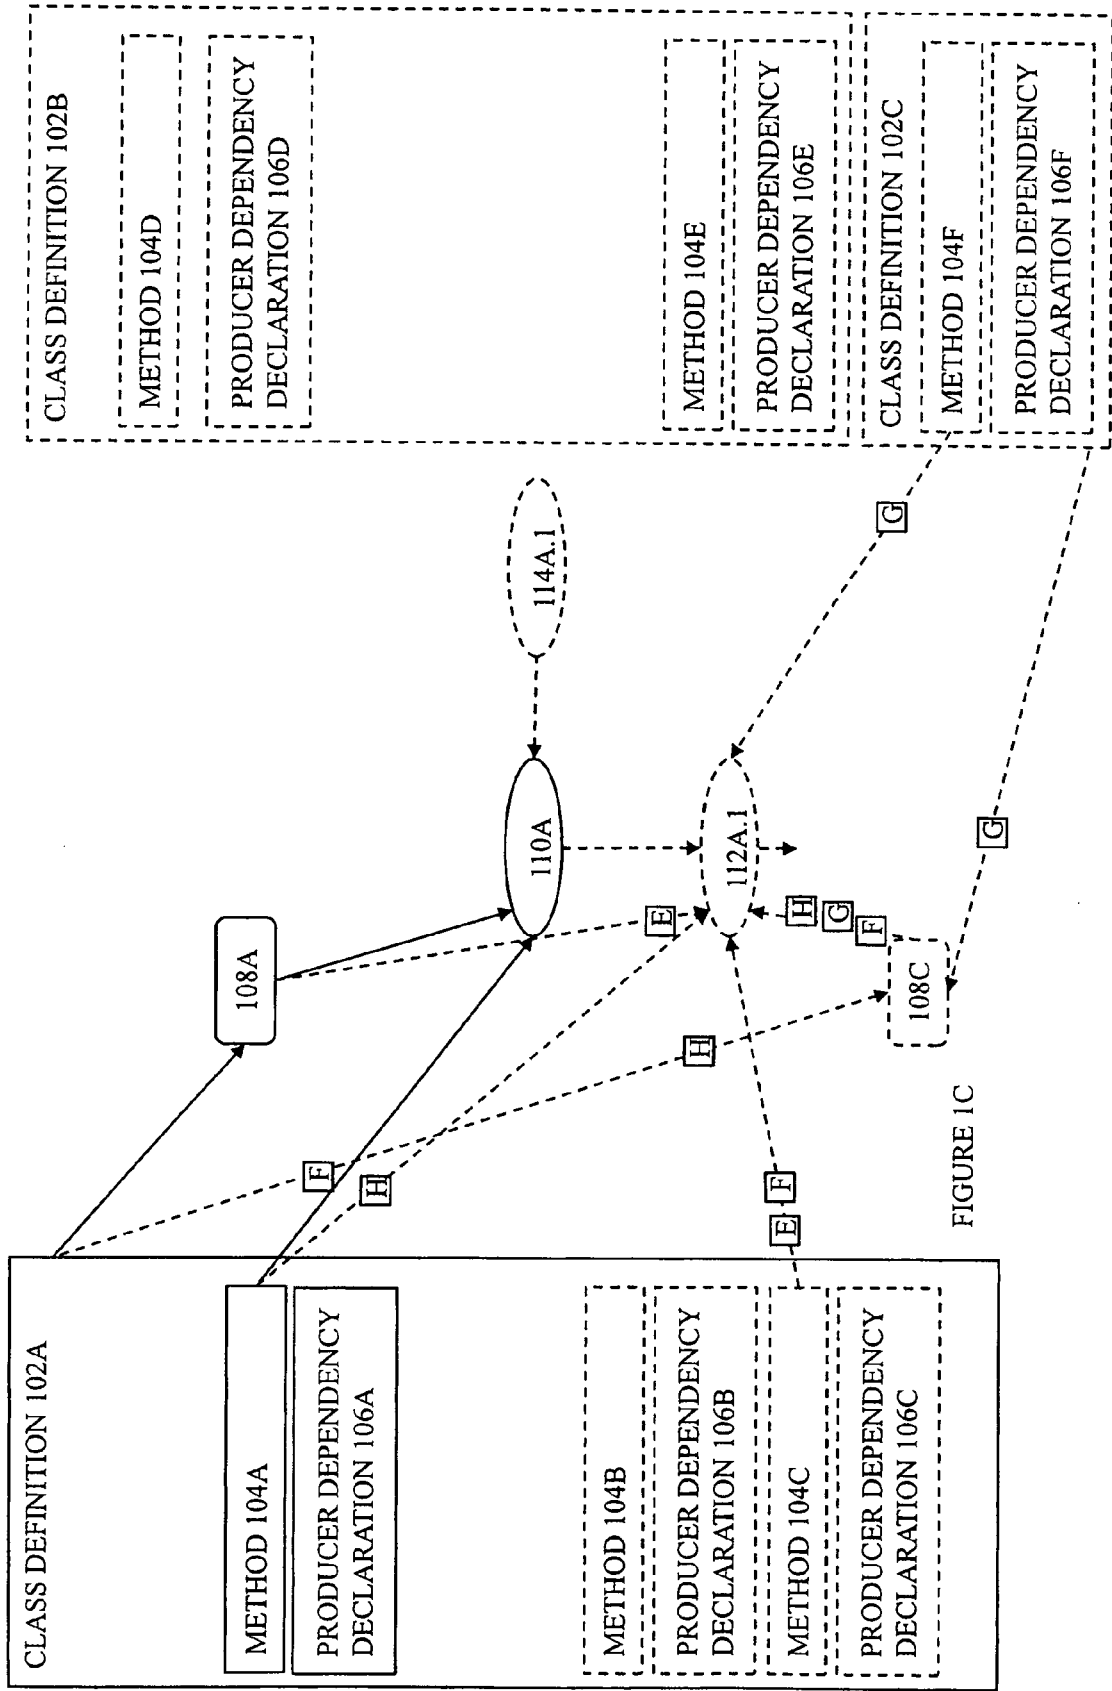 CLASS DEFINITION 102A
METHOD 104A
PRODUCER DEPENDENCY
DECLARATION 106A
METHOD 104B
PRODUCER DEPENDENCY
DECLARATION 106B
METHOD 104C
PRODUCER DEPENDENCY
DECLARATION 106C
108A
110A
114A.1
112A.1
108C
F
H
E
F
H
E
H
G
F
G
G
CLASS DEFINITION 102B
METHOD 104D
PRODUCER DEPENDENCY
DECLARATION 106D
METHOD 104E
PRODUCER DEPENDENCY
DECLARATION 106E
CLASS DEFINITION 102C
METHOD 104F
PRODUCER DEPENDENCY
DECLARATION 106F
FIGURE 1C